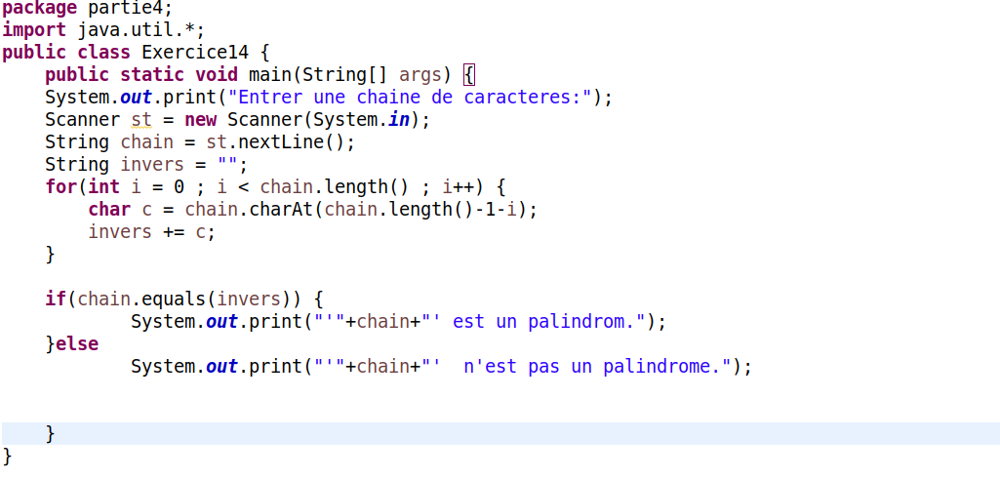 package partie4;
import java.util.*;
public class Exercice14 {
    public static void main(String[] args) {
    System.out.print("Entrer une chaine de caracteres:");
    Scanner st = new Scanner(System.in);
    String chain = st.nextLine();
    String invers = "";
    for(int i = 0 ; i < chain.length() ; i++) {
        char c = chain.charAt(chain.length()-1-i);
        invers += c;
    }
    if(chain.equals(invers)) {
            System.out.print("'"+chain+"' est un palindrom.");
    }else
            System.out.print("'"+chain+"'  n'est pas un palindrome.");
    }
}